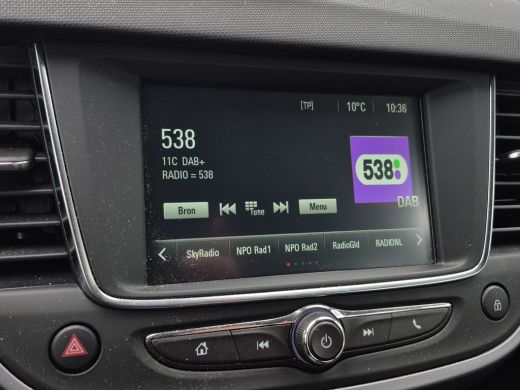 [TP] 10°C 10:36
538
11C DAB+
RADIO = 538
538
DAB
Bron Tune Menu
SkyRadio NPO Rad1 NPO Rad2 RadioGld RADIONL